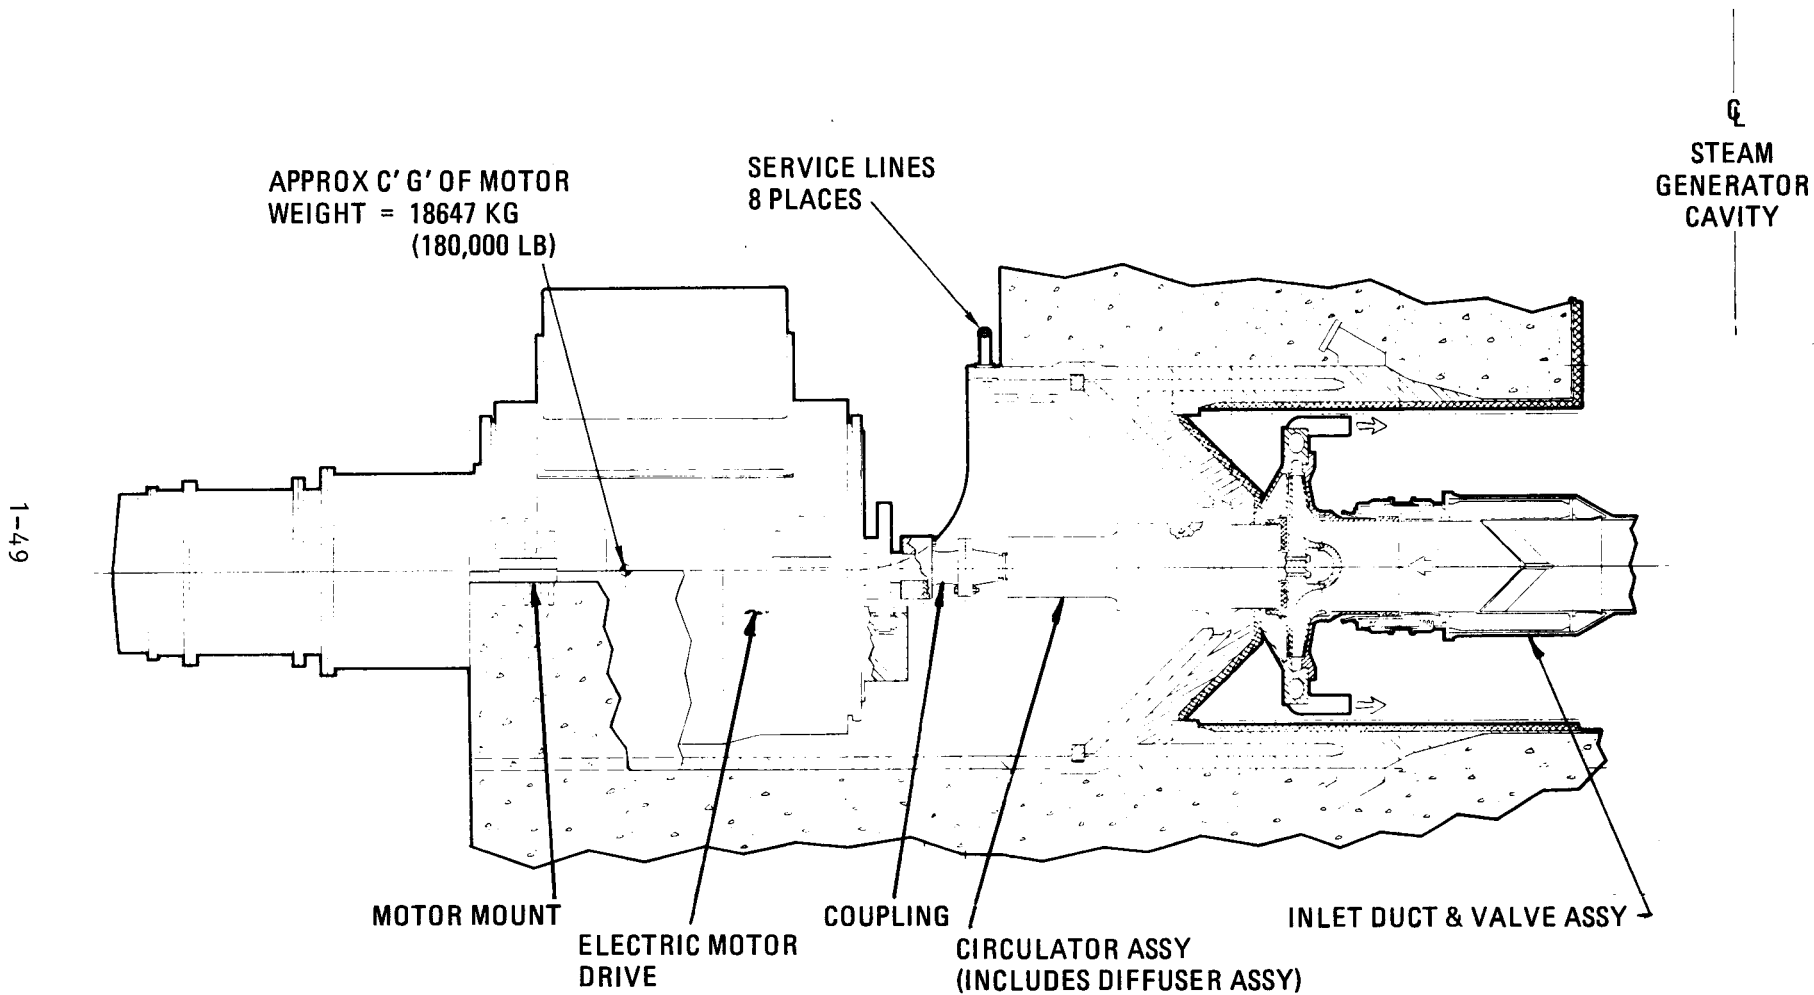 ℄
STEAM
GENERATOR
CAVITY
APPROX C' G' OF MOTOR
WEIGHT = 18647 KG
(180,000 LB)
SERVICE LINES
8 PLACES
1-49
MOTOR MOUNT
ELECTRIC MOTOR
DRIVE
COUPLING
CIRCULATOR ASSY
(INCLUDES DIFFUSER ASSY)
INLET DUCT & VALVE ASSY